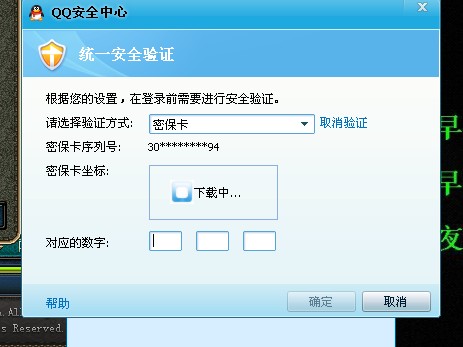 QQ安全中心
统一安全验证
根据您的设置，在登录前需要进行安全验证。
请选择验证方式: 密保卡 取消验证
密保卡序列号: 30********94
密保卡坐标:
下载中...
对应的数字:
早
早
夜
帮助 确定 取消
.Al
s Reserved.